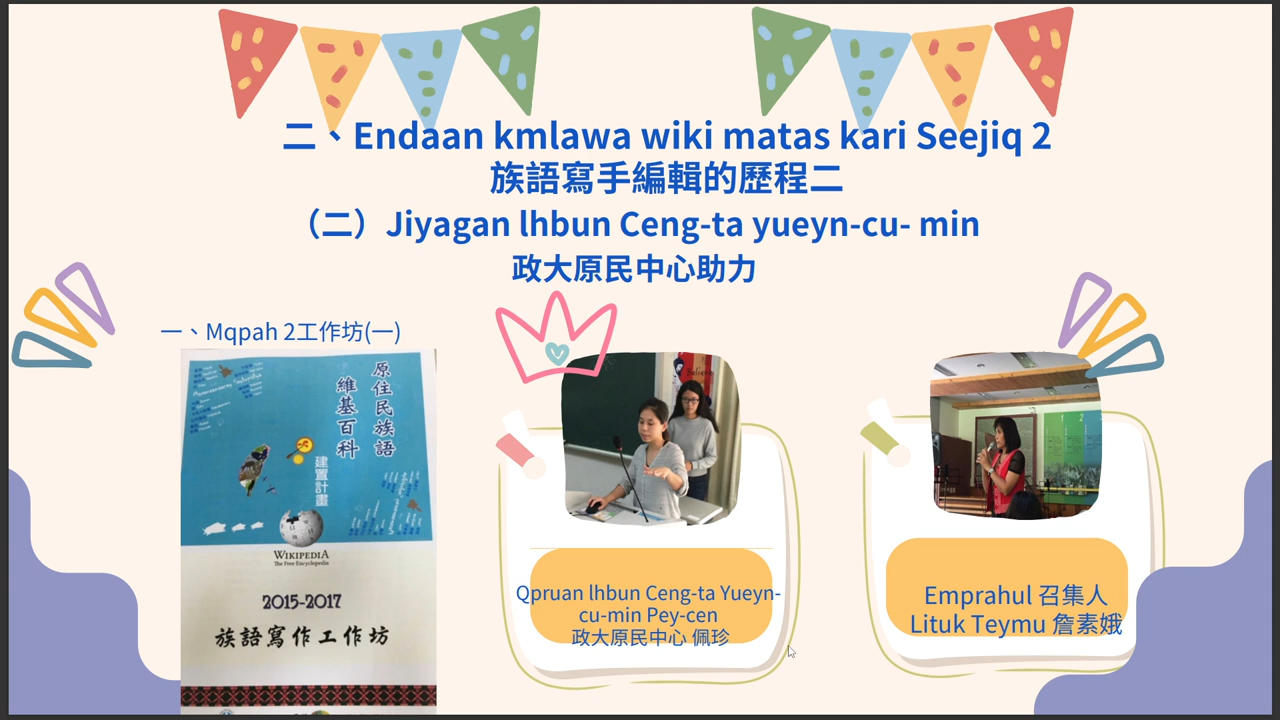 二、Endaan kmlawa wiki matas kari Seejiq 2
族語寫手編輯的歷程二
（二）Jiyagan lhbun Ceng-ta yueyn-cu- min
政大原民中心助力
一、Mqpah 2工作坊(一)
原住民族語
維基百科
建置計畫
WIKIPEDIA
The Free Encyclopedia
2015-2017
族語寫作工作坊
Qpruan lhbun Ceng-ta Yueyn-
cu-min Pey-cen
政大原民中心 佩珍
Emprahul 召集人
Lituk Teymu 詹素娥